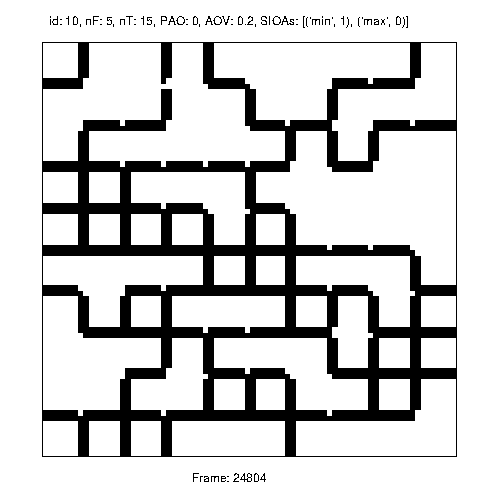 id: 10, nF: 5, nT: 15, PAO: 0, AOV: 0.2, SIOAs: [('min', 1), ('max', 0)]
Frame: 24804